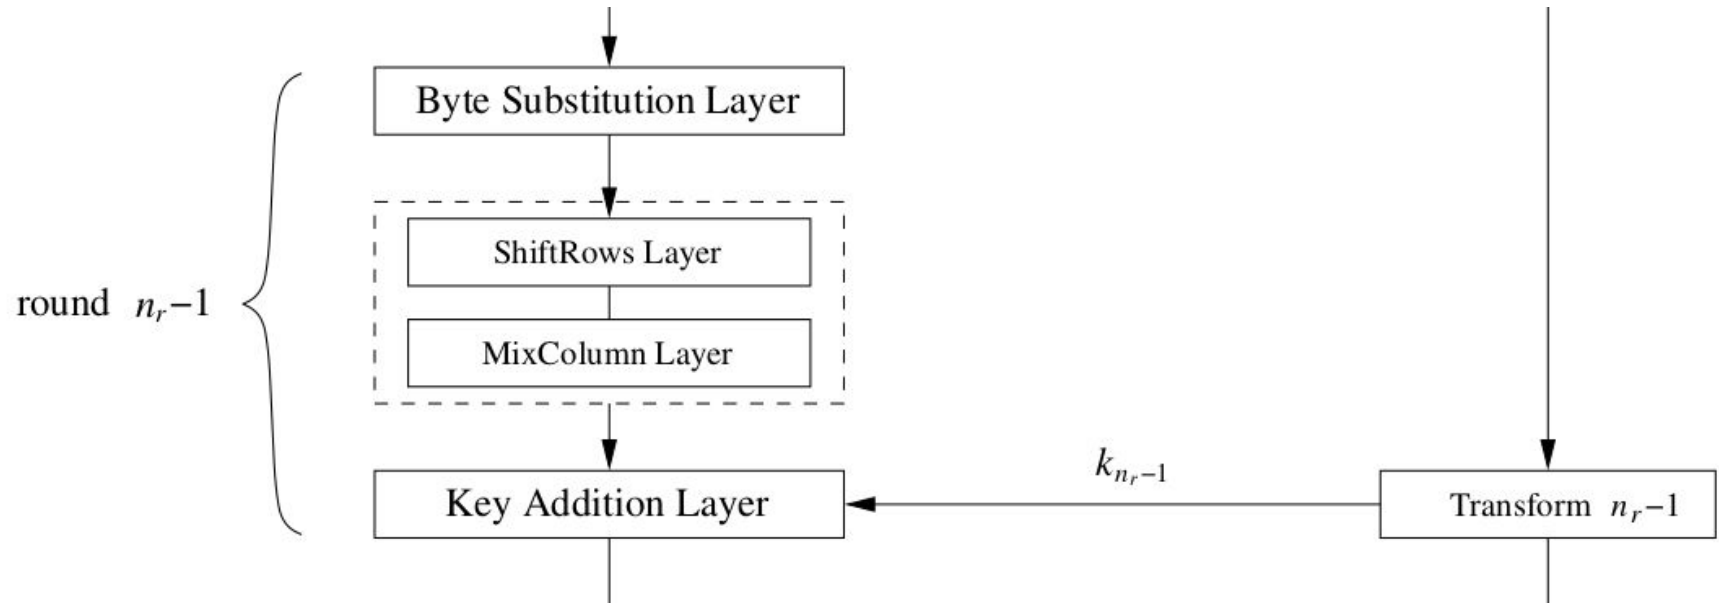 Byte Substitution Layer
ShiftRows Layer
round n_r−1
MixColumn Layer
k_{n_r−1}
Key Addition Layer
Transform n_r−1